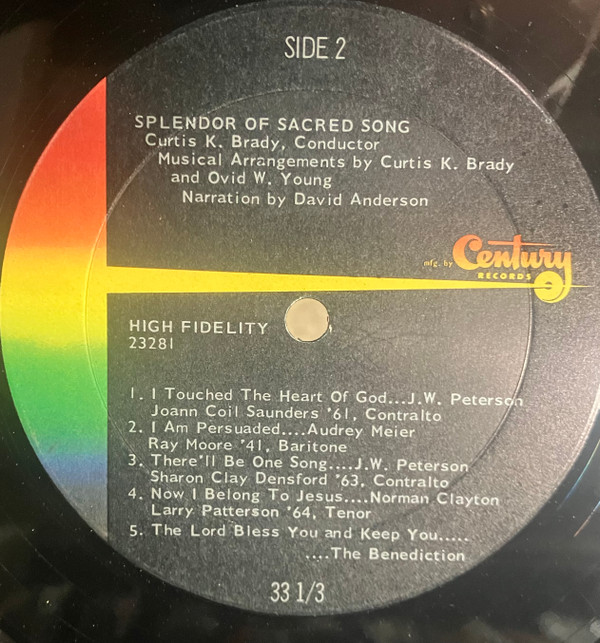 SIDE 2
SPLENDOR OF SACRED SONG
Curtis K. Brady, Conductor
Musical Arrangements by Curtis K. Brady
and Ovid W. Young
Narration by David Anderson
mfg. by Century
RECORDS
HIGH FIDELITY
23281
1. I Touched The Heart Of God...J.W. Peterson
Joann Coil Saunders '61, Contralto
2. I Am Persuaded....Audrey Meier
Ray Moore '41, Baritone
3. There'll Be One Song....J.W. Peterson
Sharon Clay Densford '63, Contralto
4. Now I Belong To Jesus....Norman Clayton
Larry Patterson '64, Tenor
5. The Lord Bless You and Keep You.....
....The Benediction
33 1/3